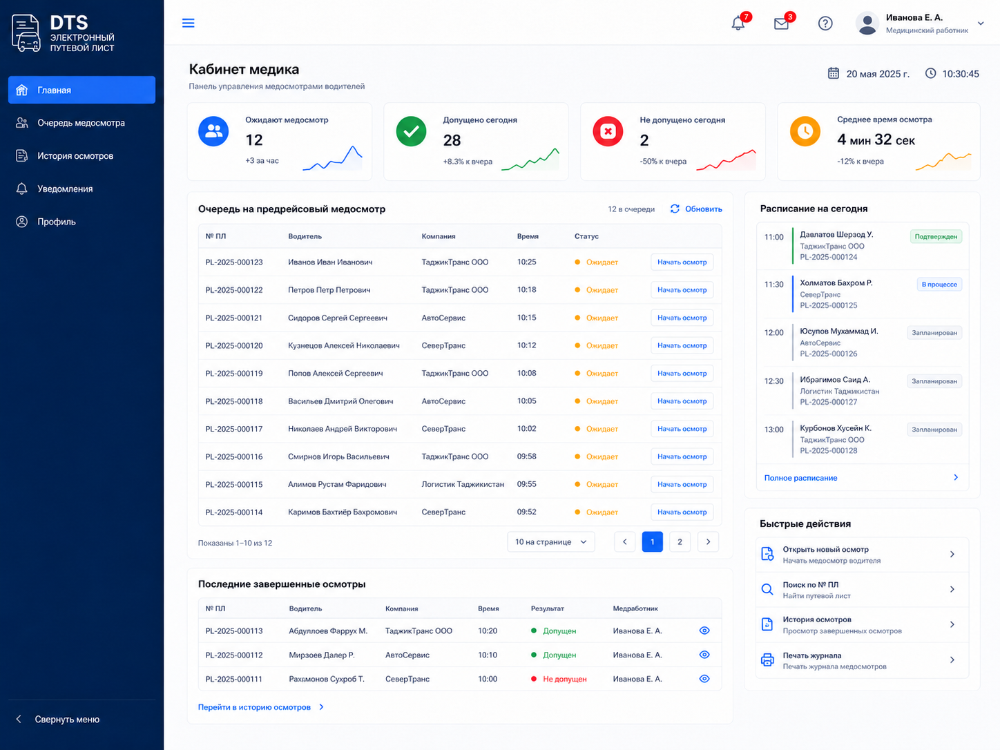 DTS
ЭЛЕКТРОННЫЙ
ПУТЕВОЙ ЛИСТ
Главная
Очередь медосмотра
История осмотров
Уведомления
Профиль
Свернуть меню
7
3
Иванова Е. А.
Медицинский работник
Кабинет медика
Панель управления медосмотрами водителей
20 мая 2025 г. 10:30:45
Ожидают медосмотр
12
+3 за час
Допущено сегодня
28
+8.3% к вчера
Не допущено сегодня
2
-50% к вчера
Среднее время осмотра
4 мин 32 сек
-12% к вчера
Очередь на предрейсовый медосмотр 12 в очереди Обновить
№ ПЛ Водитель Компания Время Статус
PL-2025-000123 Иванов Иван Иванович ТаджикТранс ООО 10:25 Ожидает Начать осмотр
PL-2025-000122 Петров Петр Петрович ТаджикТранс ООО 10:18 Ожидает Начать осмотр
PL-2025-000121 Сидоров Сергей Сергеевич АвтоСервис 10:15 Ожидает Начать осмотр
PL-2025-000120 Кузнецов Алексей Николаевич СеверТранс 10:12 Ожидает Начать осмотр
PL-2025-000119 Попов Алексей Сергеевич ТаджикТранс ООО 10:08 Ожидает Начать осмотр
PL-2025-000118 Васильев Дмитрий Олегович АвтоСервис 10:05 Ожидает Начать осмотр
PL-2025-000117 Николаев Андрей Викторович СеверТранс 10:02 Ожидает Начать осмотр
PL-2025-000116 Смирнов Игорь Васильевич ТаджикТранс ООО 09:58 Ожидает Начать осмотр
PL-2025-000115 Алимов Рустам Фаридович Логистик Таджикистан 09:55 Ожидает Начать осмотр
PL-2025-000114 Каримов Бахтиёр Бахромович СеверТранс 09:52 Ожидает Начать осмотр
Показаны 1–10 из 12 10 на странице 1 2
Последние завершенные осмотры
№ ПЛ Водитель Компания Время Результат Медработник
PL-2025-000113 Абдуллоев Фаррух М. ТаджикТранс ООО 10:20 Допущен Иванова Е. А.
PL-2025-000112 Мирзоев Далер Р. АвтоСервис 10:10 Допущен Иванова Е. А.
PL-2025-000111 Сухроб Т. СеверТранс 10:00 Не допущен Иванова Е. А.
Перейти в историю осмотров
Расписание на сегодня
11:00 Давлатов Шерзод У. Подтвержден
ТаджикТранс ООО
PL-2025-000124
11:30 Холматов Бахром Р. В процессе
СеверТранс
PL-2025-000125
12:00 Юсупов Мухаммад И. Запланирован
АвтоСервис
PL-2025-000126
12:30 Ибрагимов Саид А. Запланирован
Логистик Таджикистан
PL-2025-000127
13:00 Курбонов Хусейн К. Запланирован
ТаджикТранс ООО
PL-2025-000128
Полное расписание
Быстрые действия
Открыть новый осмотр
Начать медосмотр водителя
Поиск по № ПЛ
Найти путевой лист
История осмотров
Просмотр завершенных осмотров
Печать журнала
Печать журнала медосмотров